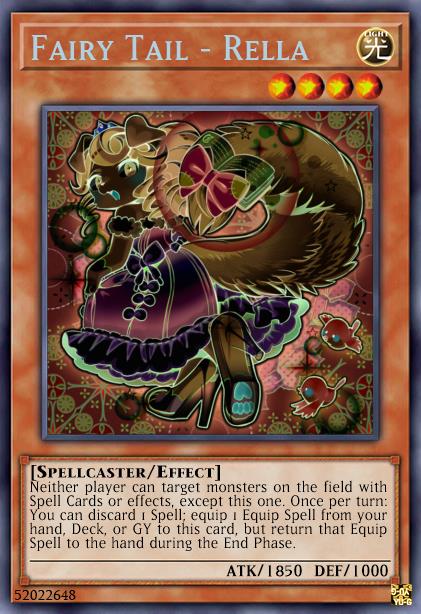 Fairy Tail - Rella
LIGHT
光
[Spellcaster/Effect]
Neither player can target monsters on the field with
Spell Cards or effects, except this one. Once per turn:
You can discard 1 Spell; equip 1 Equip Spell from your
hand, Deck, or GY to this card, but return that Equip
Spell to the hand during the End Phase.
ATK/1850 DEF/1000
52022648